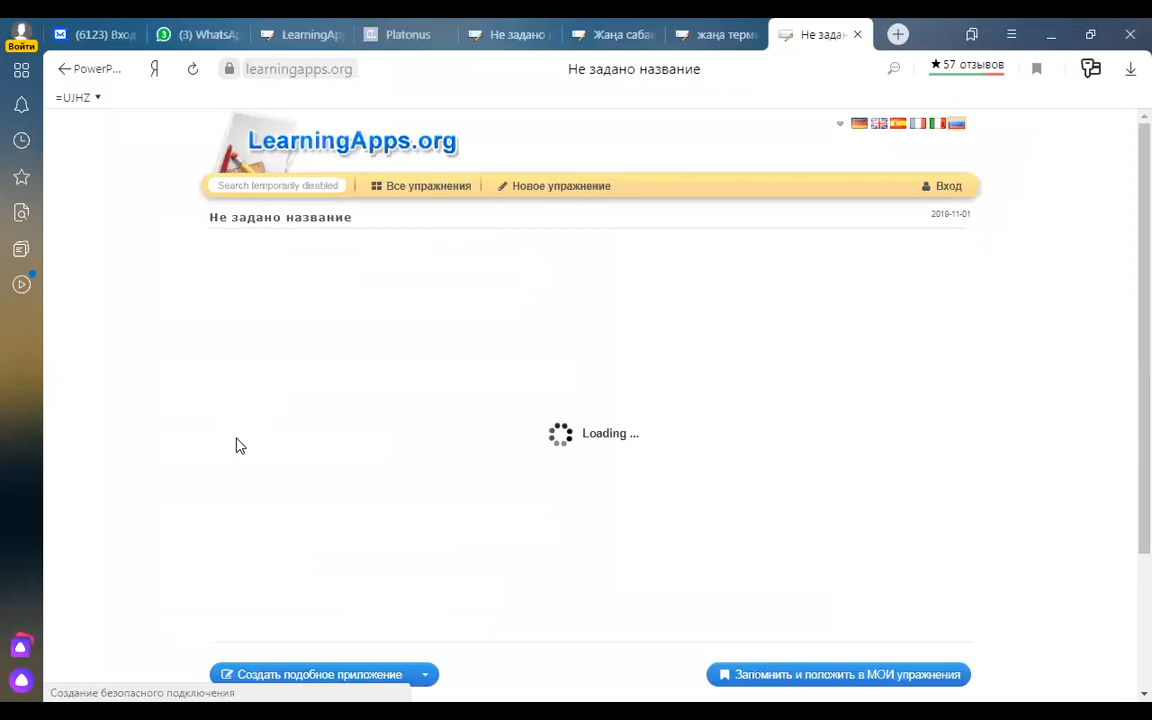 Войти
(6123) Вхо
(3) WhatsA
LearningAp
Platonus
Не задано
Жаңа саба
жаңа терм
Не задан
PowerP...
Я
learningapps.org
Не задано название
★57 отзывов
=UJHZ
LearningApps.org
Search temporarily disabled
Все упражнения
Новое упражнение
Вход
Не задано название
2019-11-01
Loading ...
Создать подобное приложение
Запомнить и положить в МОИ упражнения
Создание безопасного подключения